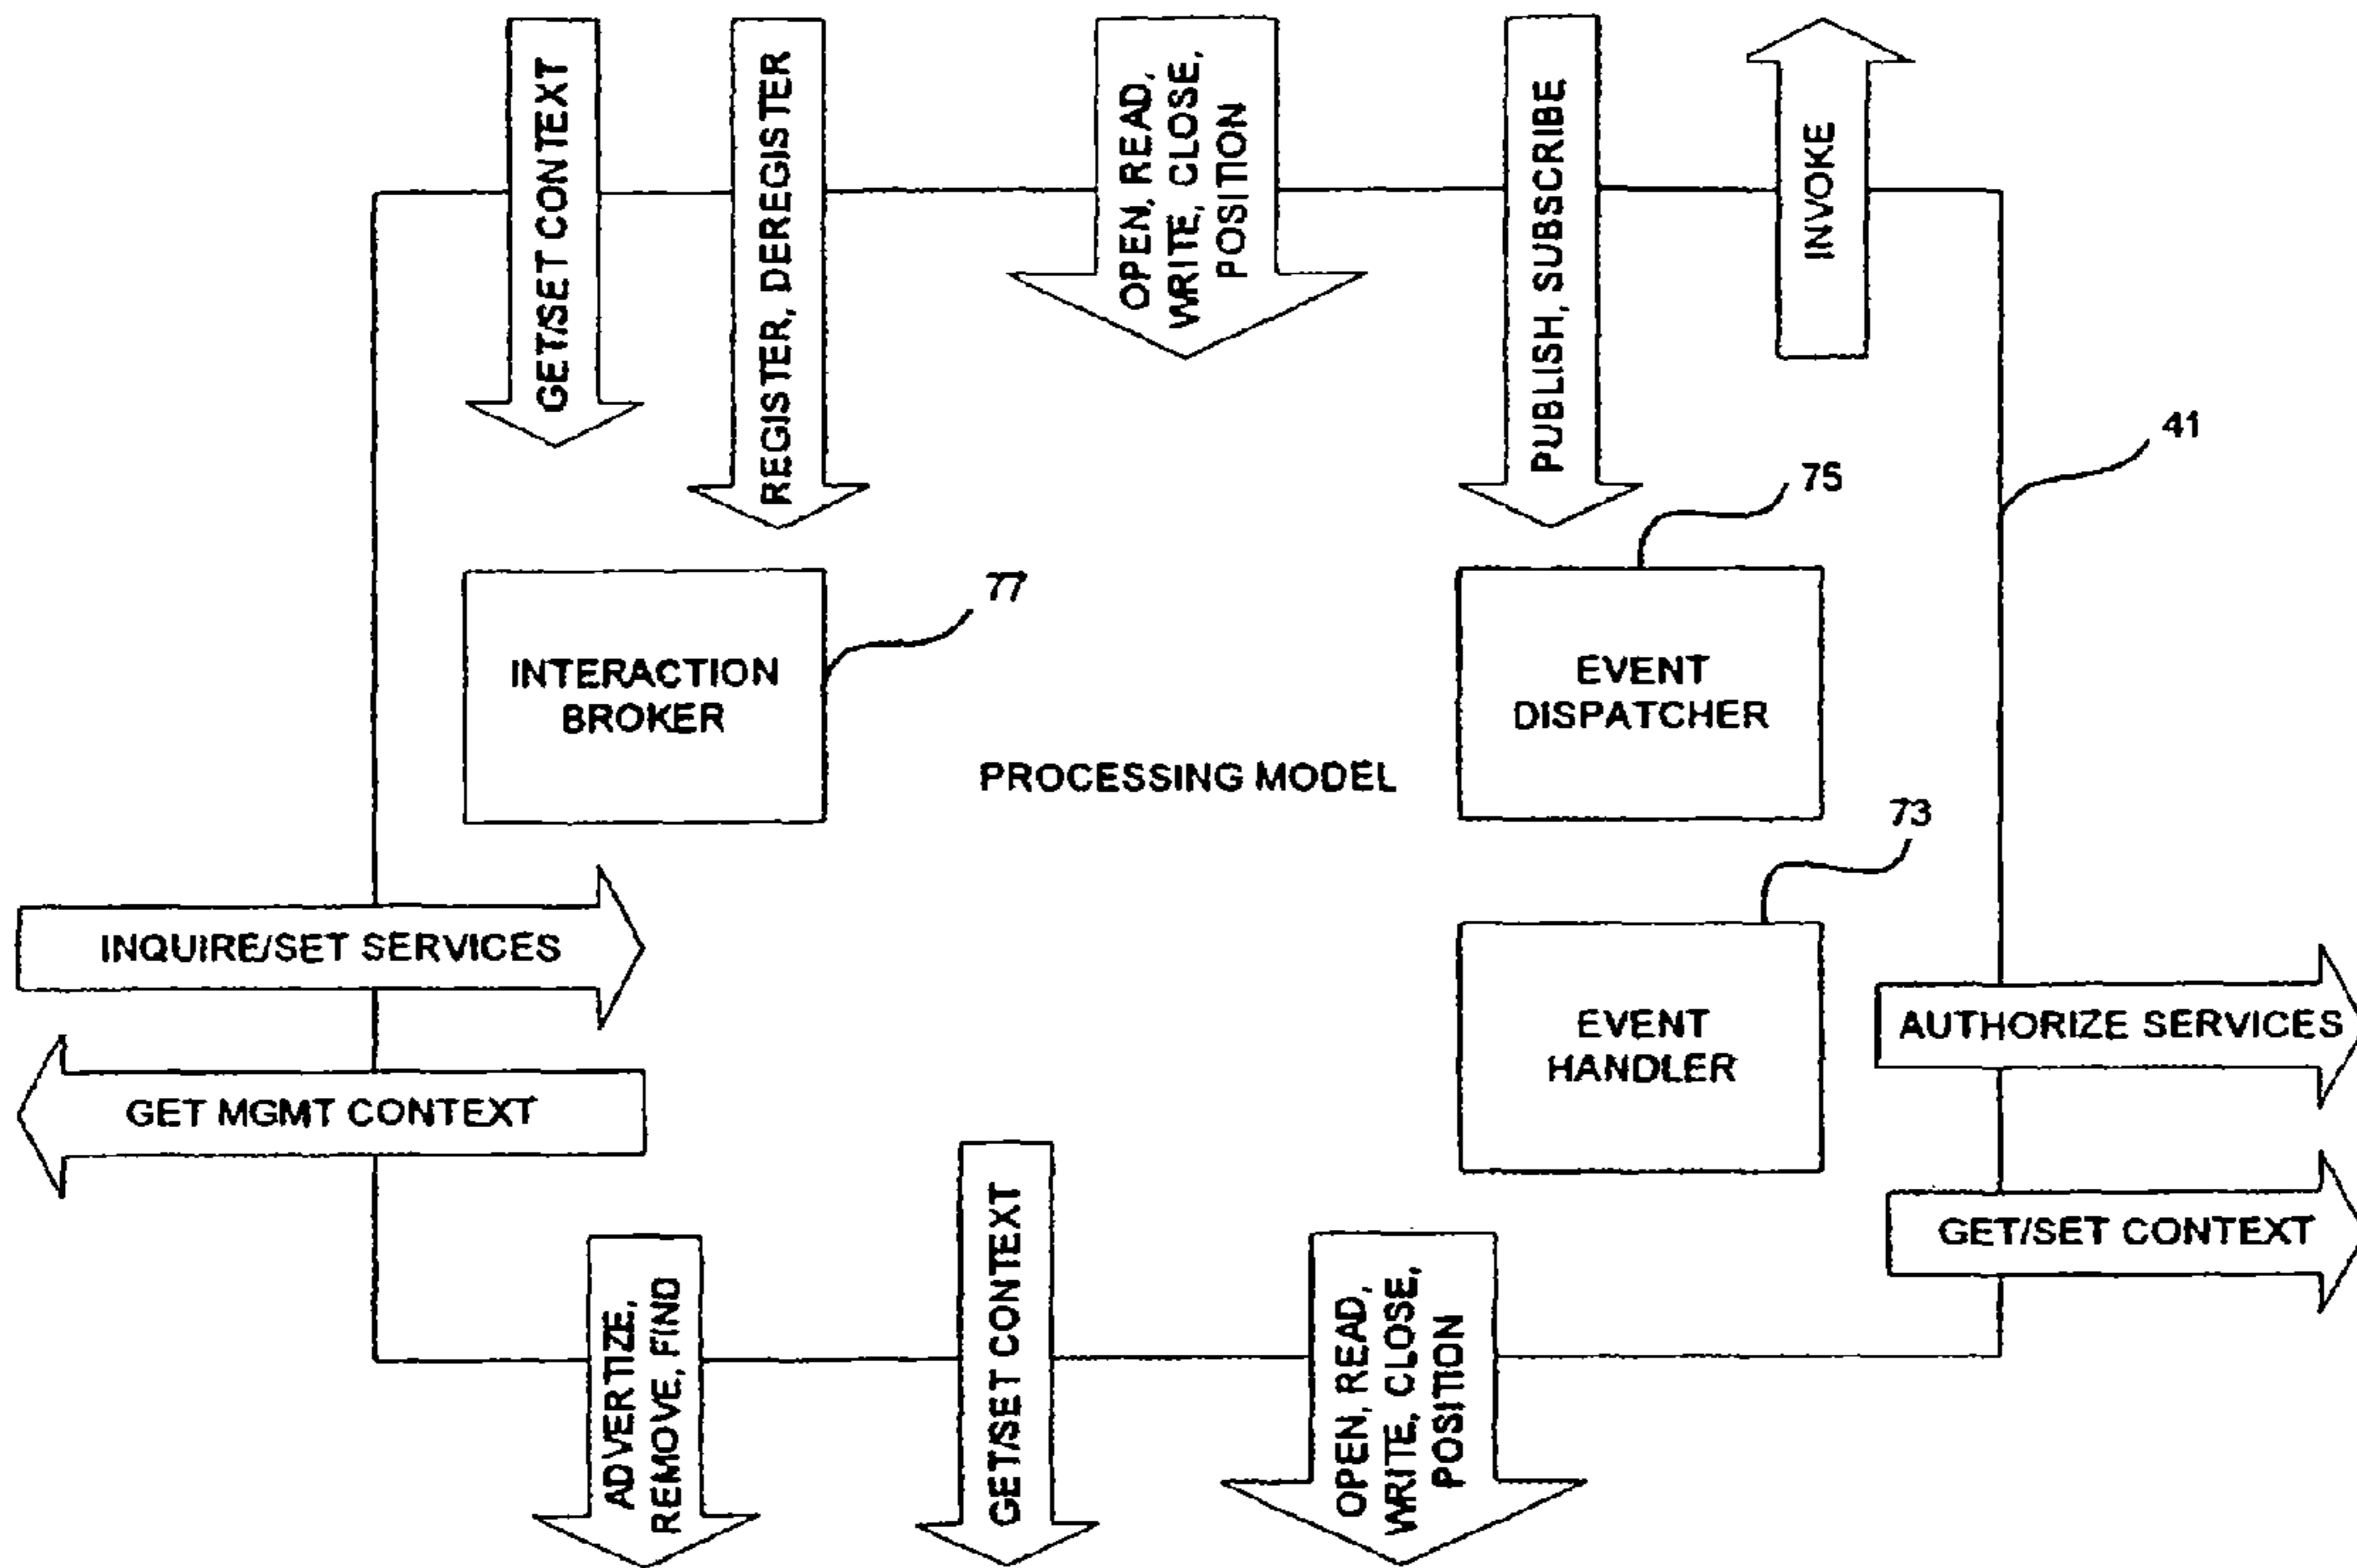 GET/SET CONTEXT
REGISTER, DEREGISTER
OPEN, READ,
WRITE, CLOSE,
POSITION
PUBLISH, SUBSCRIBE
INVOKE
41
75
77
INTERACTION
BROKER
EVENT
DISPATCHER
PROCESSING MODEL
73
INQUIRE/SET SERVICES
EVENT
HANDLER
AUTHORIZE SERVICES
GET MGMT CONTEXT
GET/SET CONTEXT
ADVERTIZE,
REMOVE, FIND
GET/SET CONTEXT
OPEN, READ,
WRITE, CLOSE,
POSITION